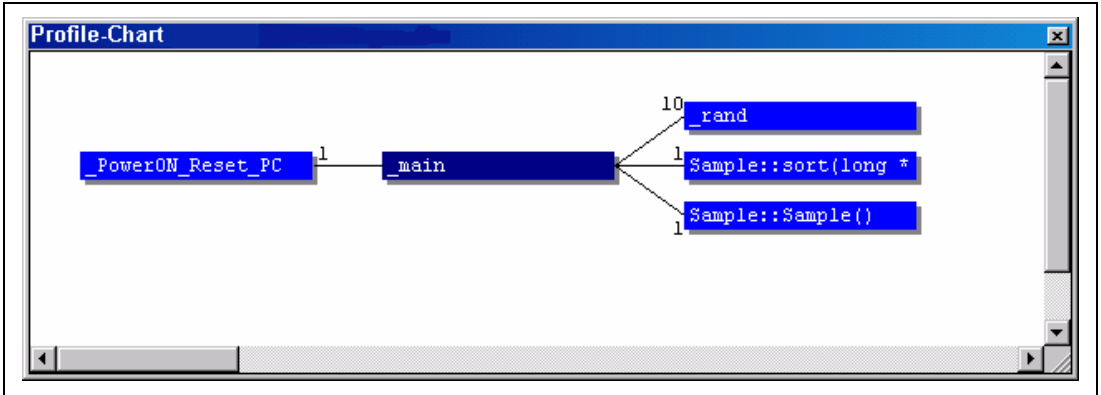 Profile-Chart
10
_rand
_PowerON_Reset_PC
1
_main
1
Sample::sort(long *
Sample::Sample()
1